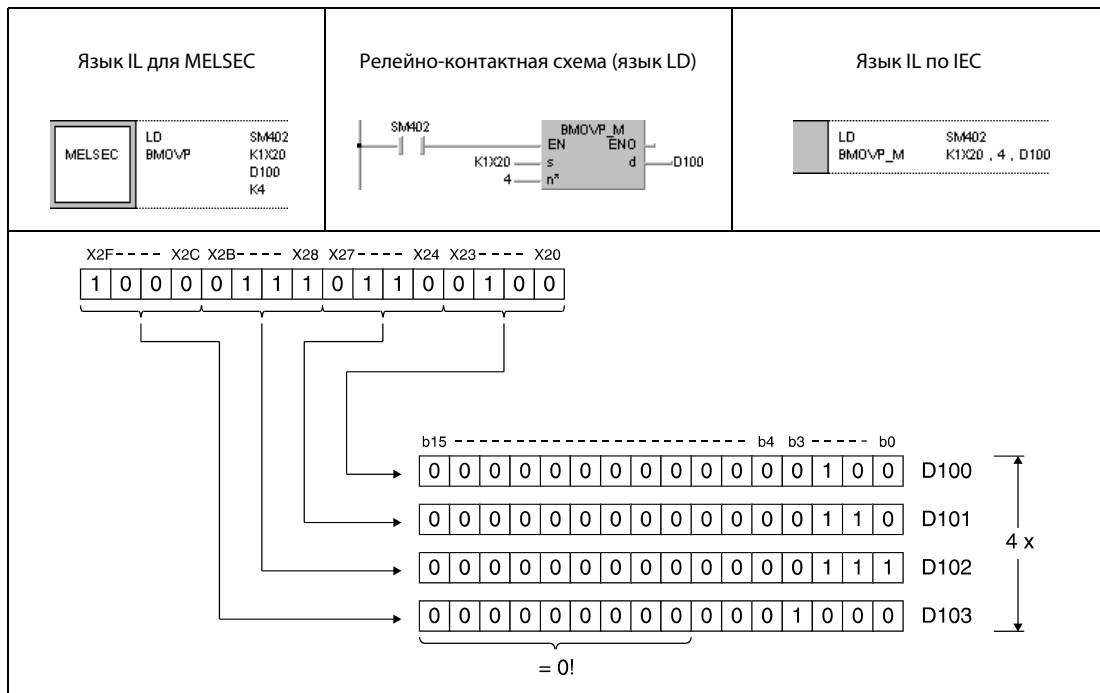 Язык IL для MELSEC
MELSEC
LD SM402
BMOVP K1X20
D100
K4
Релейно-контактная схема (язык LD)
SM402
BMOVP_M
EN ENO
K1X20 s d D100
4 n*
Язык IL по IEC
LD SM402
BMOVP_M K1X20 , 4 , D100
X2F X2C X2B X28 X27 X24 X23 X20
1 0 0 0 0 1 1 1 0 1 1 0 0 1 0 0
b15 b4 b3 b0
0 0 0 0 0 0 0 0 0 0 0 0 0 1 0 0 D100
0 0 0 0 0 0 0 0 0 0 0 0 0 1 1 0 D101
4 x
0 0 0 0 0 0 0 0 0 0 0 0 0 1 1 1 D102
0 0 0 0 0 0 0 0 0 0 0 0 1 0 0 0 D103
= 0!